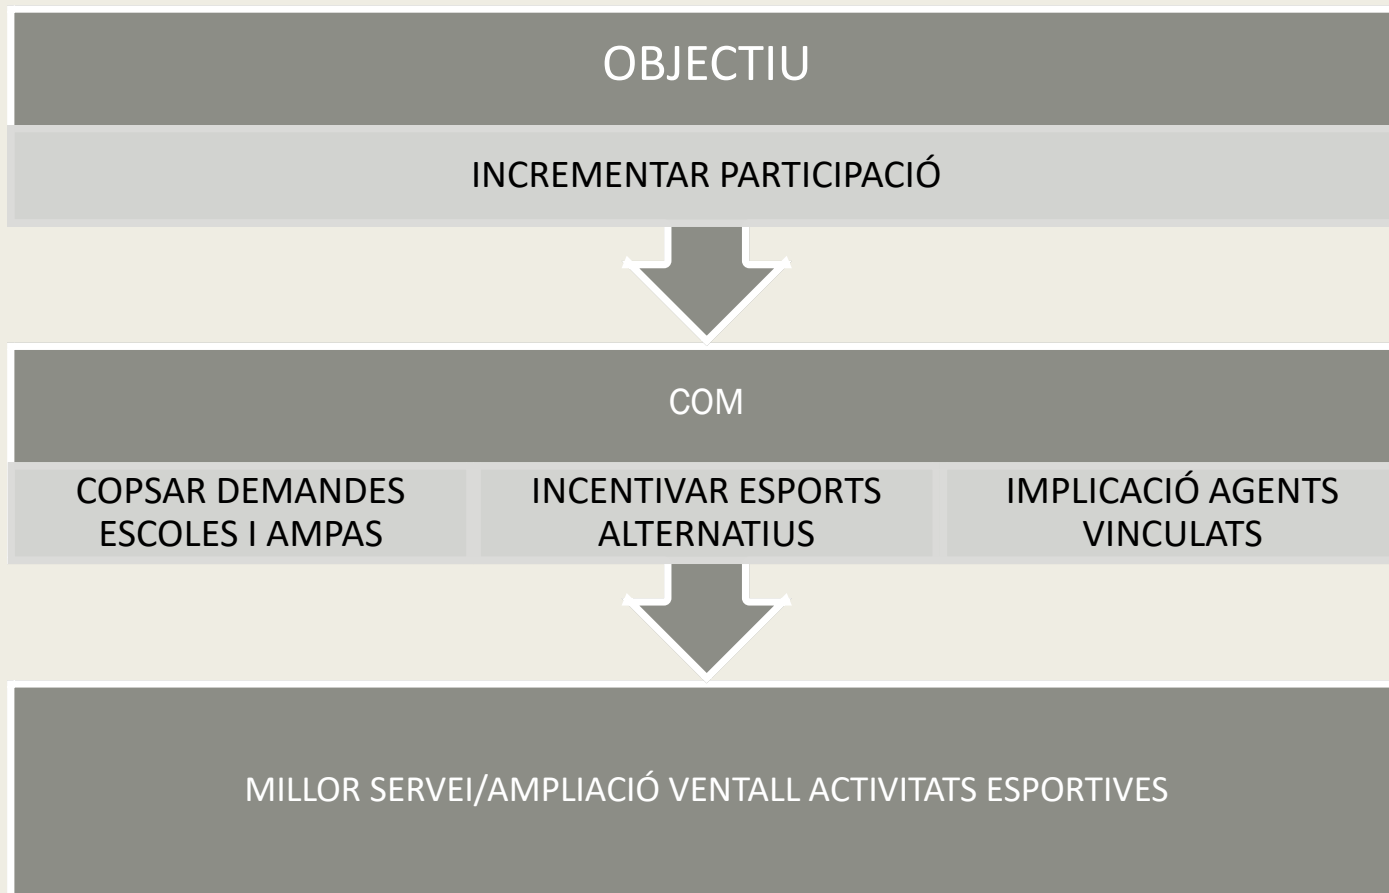 OBJECTIU
INCREMENTAR PARTICIPACIÓ
COM
COPSAR DEMANDES
ESCOLES I AMPAS
INCENTIVAR ESPORTS
ALTERNATIUS
IMPLICACIÓ AGENTS
VINCULATS
MILLOR SERVEI/AMPLIACIÓ VENTALL ACTIVITATS ESPORTIVES